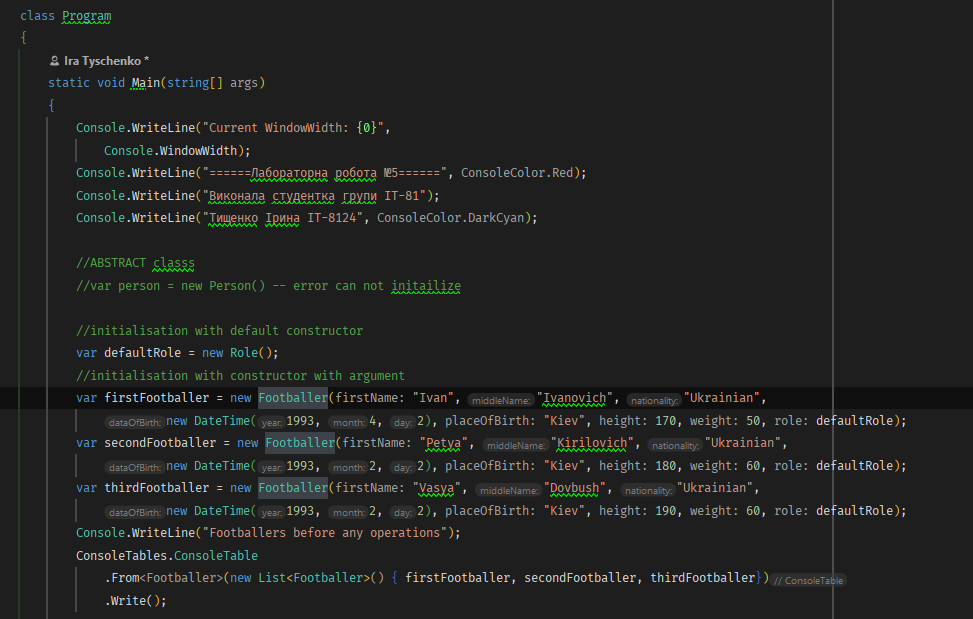 class Program
{
Ira Tyschenko *
static void Main(string[] args)
{
Console.WriteLine("Current WindowWidth: {0}",
Console.WindowWidth);
Console.WriteLine("======Лабораторна робота №5======", ConsoleColor.Red);
Console.WriteLine("Виконала студентка групи ІТ-81");
Console.WriteLine("Тищенко Ірина ІТ-8124", ConsoleColor.DarkCyan);
//ABSTRACT classs
//var person = new Person() -- error can not initailize
//initialisation with default constructor
var defaultRole = new Role();
//initialisation with constructor with argument
var firstFootballer = new Footballer(firstName: "Ivan", middleName: "Ivanovich", nationality: "Ukrainian",
dataOfBirth: new DateTime( year: 1993, month: 4, day: 2), placeOfBirth: "Kiev", height: 170, weight: 50, role: defaultRole);
var secondFootballer = new Footballer(firstName: "Petya", middleName: "Kirilovich", nationality: "Ukrainian",
dataOfBirth: new DateTime( year: 1993, month: 2, day: 2), placeOfBirth: "Kiev", height: 180, weight: 60, role: defaultRole);
var thirdFootballer = new Footballer(firstName: "Vasya", middleName: "Dovbush", nationality: "Ukrainian",
dataOfBirth: new DateTime( year: 1993, month: 2, day: 2), placeOfBirth: "Kiev", height: 190, weight: 60, role: defaultRole);
Console.WriteLine("Footballers before any operations");
ConsoleTables.ConsoleTable
.From<Footballer>(new List<Footballer>() { firstFootballer, secondFootballer, thirdFootballer}) // ConsoleTable
.Write();